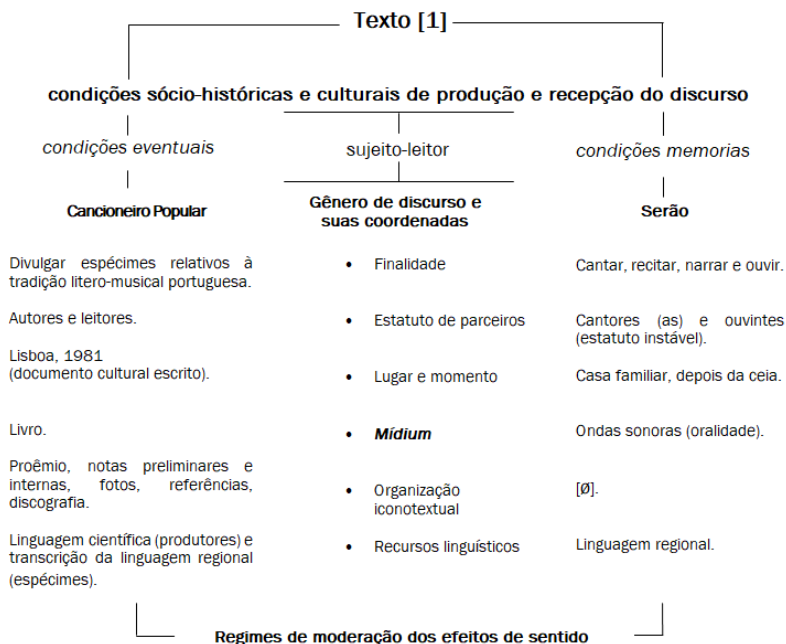 Texto [1]
condições sócio-históricas e culturais de produção e recepção do discurso
condições eventuais
sujeito-leitor
condições memorias
Cancioneiro Popular
Gênero de discurso e
suas coordenadas
Serão
Divulgar espécimes relativos à
tradição lítero-musical portuguesa.
• Finalidade
Cantar, recitar, narrar e ouvir.
Autores e leitores.
• Estatuto de parceiros
Cantores (as) e ouvintes
(estatuto instável).
Lisboa, 1981
(documento cultural escrito).
• Lugar e momento
Casa familiar, depois da ceia.
Livro.
• Mídium
Ondas sonoras (oralidade).
Proêmio, notas preliminares e
internas, fotos, referências,
discografia.
• Organização
iconotextual
[Ø].
Linguagem científica (produtores) e
transcrição da linguagem regional
(espécimes).
• Recursos linguísticos
Linguagem regional.
Regimes de moderação dos efeitos de sentido